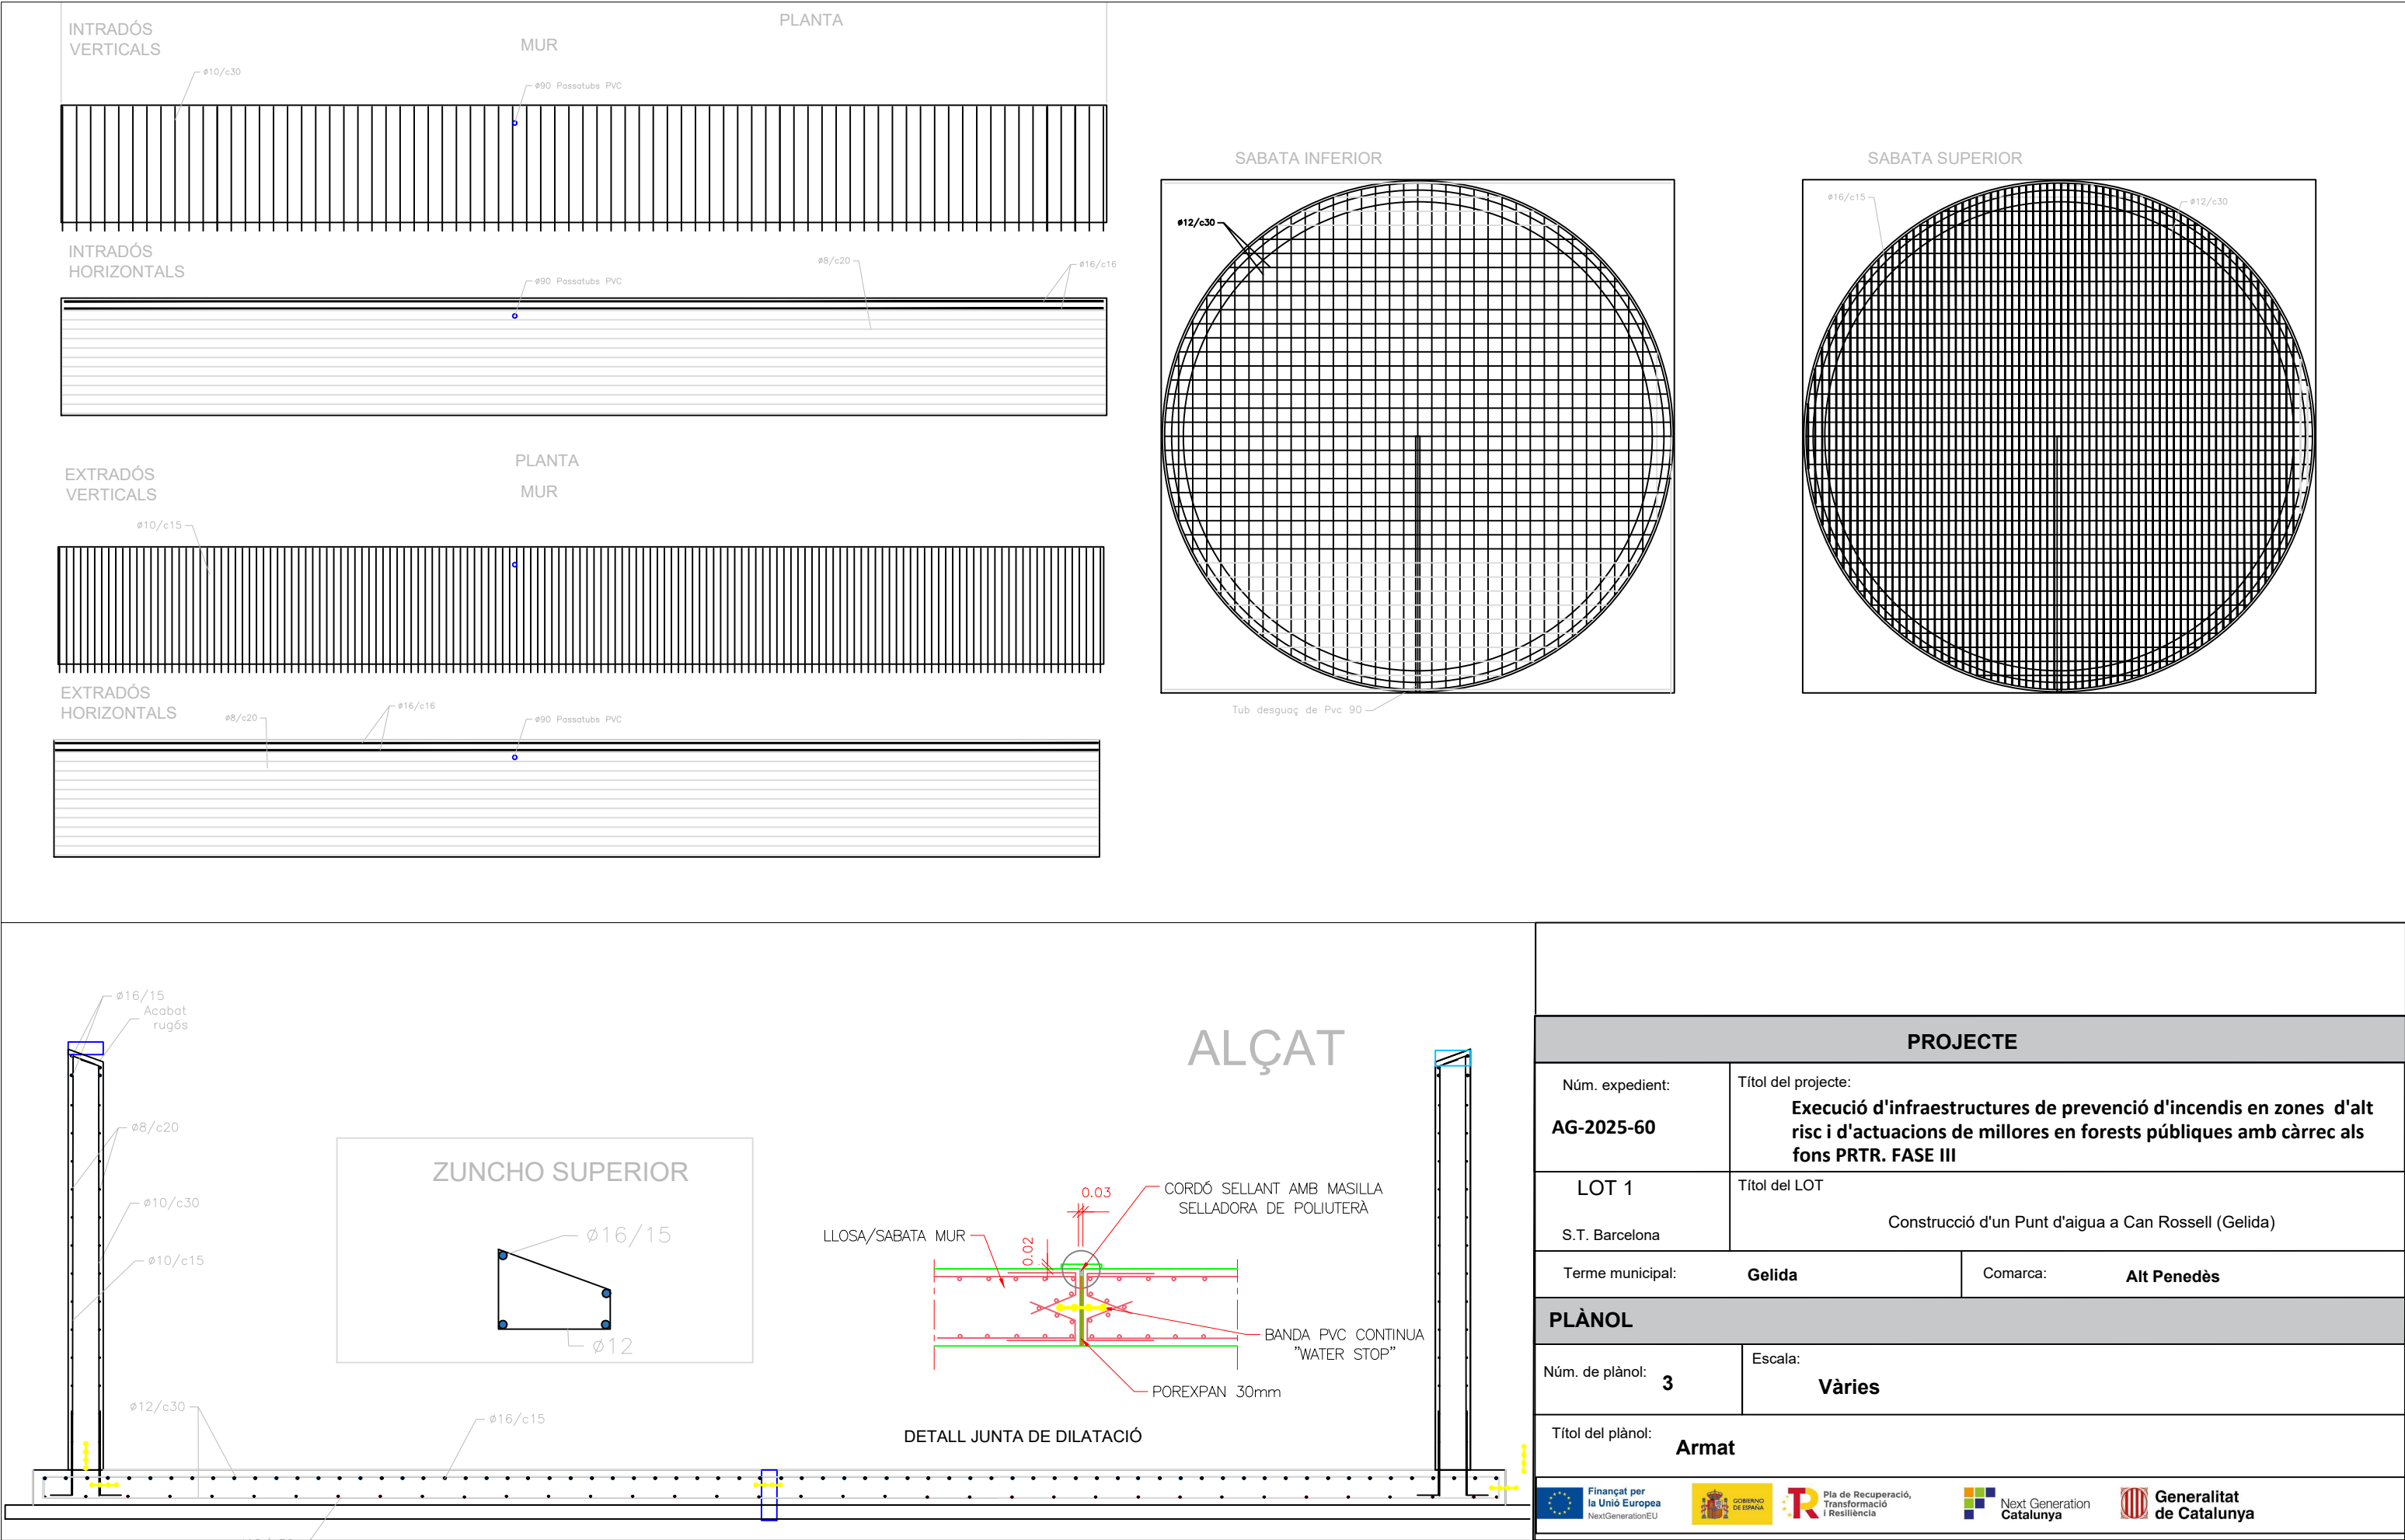 INTRADÓS
VERTICALS
MUR
PLANTA
ø10/c30
ø90 Passatubs PVC
INTRADÓS
HORIZONTALS
ø90 Passatubs PVC
ø8/c20
ø16/c16
SABATA INFERIOR
ø12/c30
Tub desguaç de Pvc 90
SABATA SUPERIOR
ø16/c15
ø12/c30
EXTRADÓS
VERTICALS
PLANTA
MUR
ø10/c15
EXTRADÓS
HORIZONTALS
ø8/c20
ø16/c16
ø90 Passatubs PVC
ø16/15
Acabat
rugós
ø8/c20
ø10/c30
ø10/c15
ø12/c30
ø16/c15
ZUNCHO SUPERIOR
ø16/15
ø12
ALÇAT
0.03
0.02
CORDÓ SELLANT AMB MASILLA
SELLADORA DE POLIUTERÀ
LLOSA/SABATA MUR
BANDA PVC CONTINUA
"WATER STOP"
POREXPAN 30mm
DETALL JUNTA DE DILATACIÓ
PROJECTE
Núm. expedient:
AG-2025-60
Títol del projecte:
Execució d'infraestructures de prevenció d'incendis en zones d'alt
risc i d'actuacions de millores en forests públiques amb càrrec als
fons PRTR. FASE III
LOT 1
S.T. Barcelona
Títol del LOT
Construcció d'un Punt d'aigua a Can Rossell (Gelida)
Terme municipal:
Gelida
Comarca:
Alt Penedès
PLÀNOL
Núm. de plànol:
3
Escala:
Vàries
Títol del plànol:
Armat
Finançat per
la Unió Europea
NextGenerationEU
GOBIERNO
DE ESPAÑA
Pla de Recuperació,
Transformació
i Resiliència
Next Generation
Catalunya
Generalitat
de Catalunya